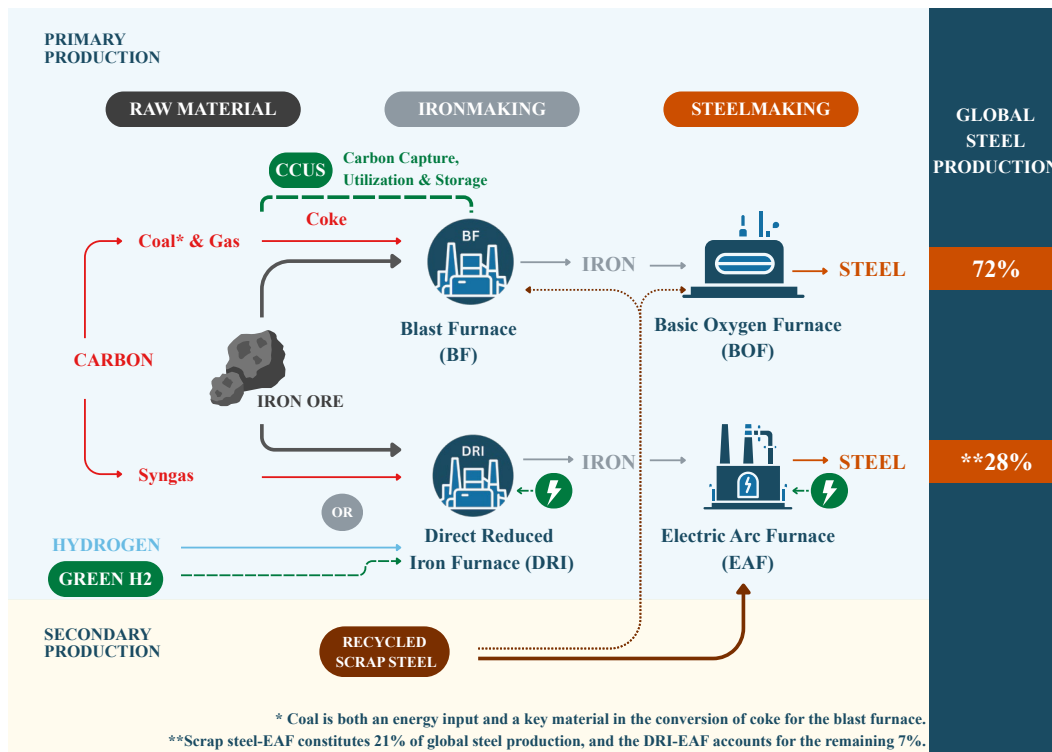 PRIMARY
PRODUCTION
RAW MATERIAL
IRONMAKING
STEELMAKING
GLOBAL
STEEL
PRODUCTION
CCUS
Carbon Capture,
Utilization & Storage
Coke
Coal* & Gas
BF
IRON
STEEL
72%
Blast Furnace
(BF)
Basic Oxygen Furnace
(BOF)
CARBON
IRON ORE
DRI
IRON
STEEL
**28%
Syngas
OR
Direct Reduced
Iron Furnace (DRI)
Electric Arc Furnace
(EAF)
HYDROGEN
GREEN H2
SECONDARY
PRODUCTION
RECYCLED
SCRAP STEEL
* Coal is both an energy input and a key material in the conversion of coke for the blast furnace.
**Scrap steel-EAF constitutes 21% of global steel production, and the DRI-EAF accounts for the remaining 7%.